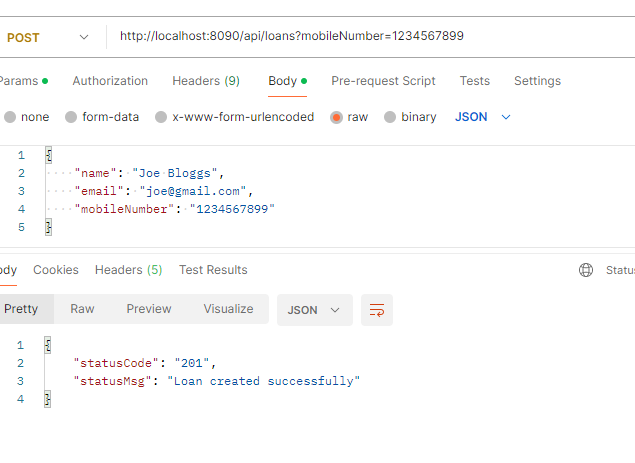 POST http://localhost:8090/api/loans?mobileNumber=1234567899
Params Authorization Headers (9) Body Pre-request Script Tests Settings
none form-data x-www-form-urlencoded raw binary JSON
1 {
2 "name": "Joe Bloggs",
3 "email": "joe@gmail.com",
4 "mobileNumber": "1234567899"
5 }
ody Cookies Headers (5) Test Results Statu
Pretty Raw Preview Visualize JSON
1 {
2 "statusCode": "201",
3 "statusMsg": "Loan created successfully"
4 }